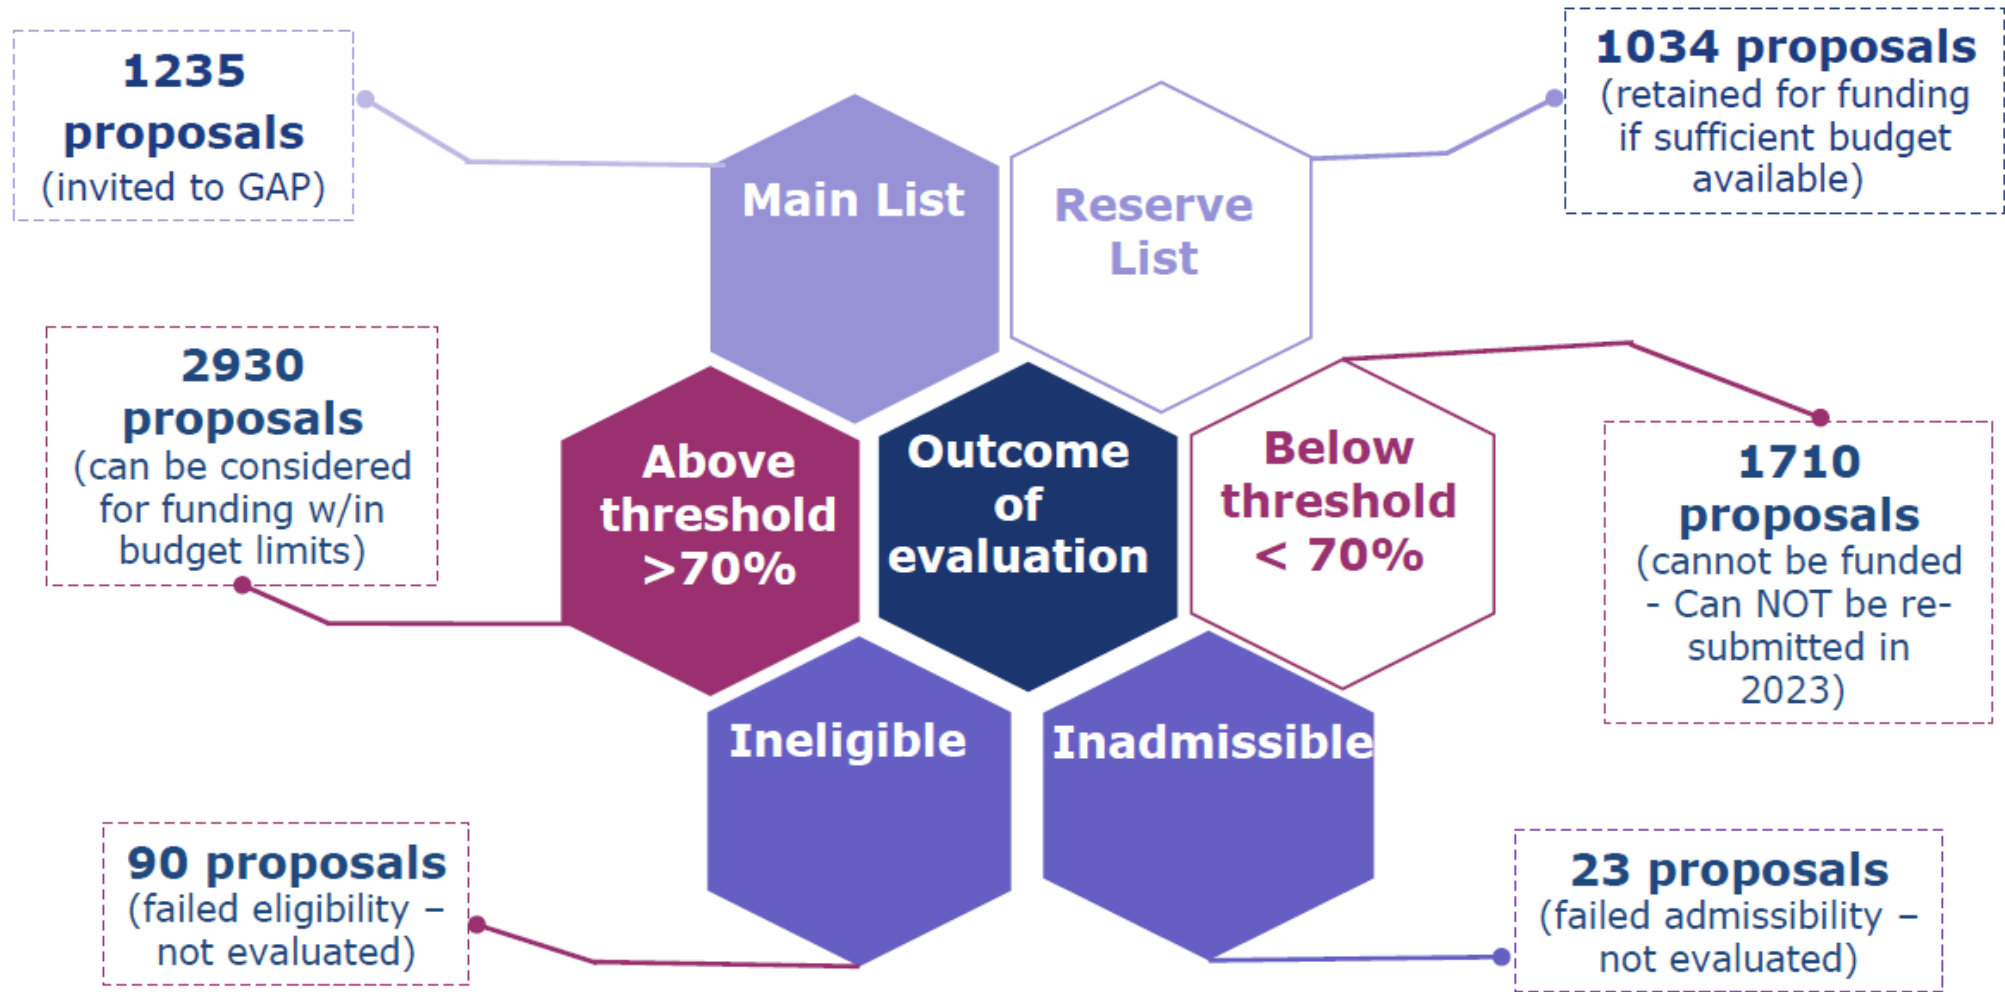 1235
proposals
(invited to GAP)
Main List
Reserve
List
1034 proposals
(retained for funding
if sufficient budget
available)
2930
proposals
(can be considered
for funding w/in
budget limits)
Above
threshold
>70%
Outcome
of
evaluation
Below
threshold
< 70%
1710
proposals
(cannot be funded
- Can NOT be re-
submitted in
2023)
Ineligible
Inadmissible
90 proposals
(failed eligibility –
not evaluated)
23 proposals
(failed admissibility –
not evaluated)